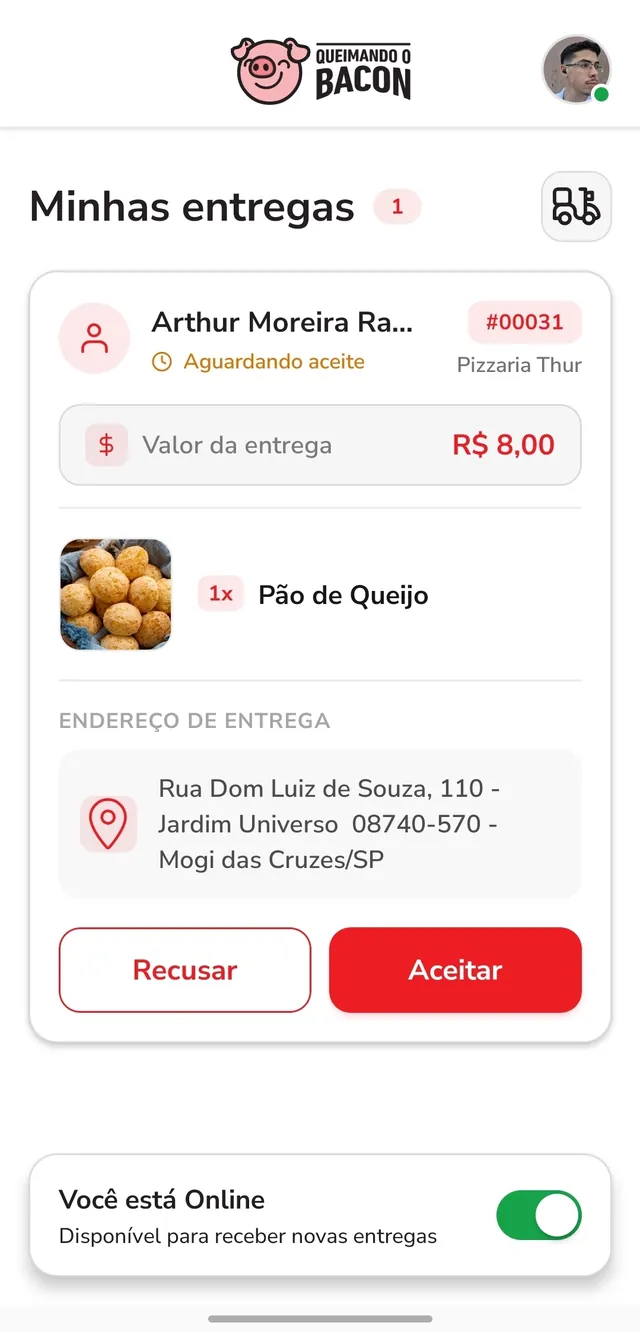 QUEIMANDO O
BACON
Minhas entregas 1
Arthur Moreira Ra... #00031
Aguardando aceite Pizzaria Thur
$ Valor da entrega R$ 8,00
1x Pão de Queijo
ENDEREÇO DE ENTREGA
Rua Dom Luiz de Souza, 110 -
Jardim Universo  08740-570 -
Mogi das Cruzes/SP
Recusar Aceitar
Você está Online
Disponível para receber novas entregas